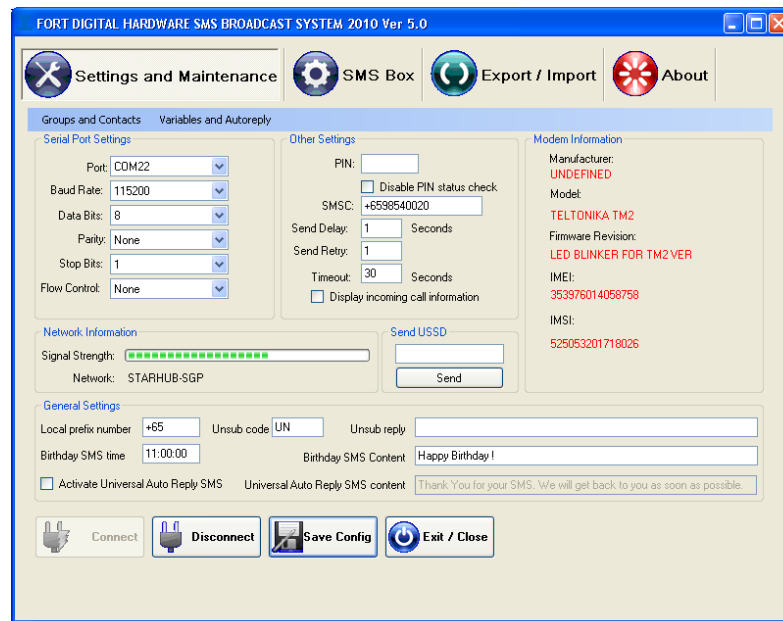 FORT DIGITAL HARDWARE SMS BROADCAST SYSTEM 2010 Ver 5.0
Settings and Maintenance SMS Box Export / Import About
Groups and Contacts Variables and Autoreply
Serial Port Settings
Port: COM22
Baud Rate: 115200
Data Bits: 8
Parity: None
Stop Bits: 1
Flow Control: None
Other Settings
PIN:
Disable PIN status check
SMSC: +6598540020
Send Delay: 1 Seconds
Send Retry: 1
Timeout: 30 Seconds
Display incoming call information
Modem Information
Manufacturer:
UNDEFINED
Model:
TELTONIKA TM2
Firmware Revision:
LED BLINKER FOR TM2 VER
IMEI:
353976014058758
IMSI:
525053201718026
Network Information
Signal Strength:
Network: STARHUB-SGP
Send USSD
Send
General Settings
Local prefix number +65 Unsub code UN Unsub reply
Birthday SMS time 11:00:00 Birthday SMS Content Happy Birthday !
Activate Universal Auto Reply SMS Universal Auto Reply SMS content Thank You for your SMS. We will get back to you as soon as possible.
Connect Disconnect Save Config Exit / Close